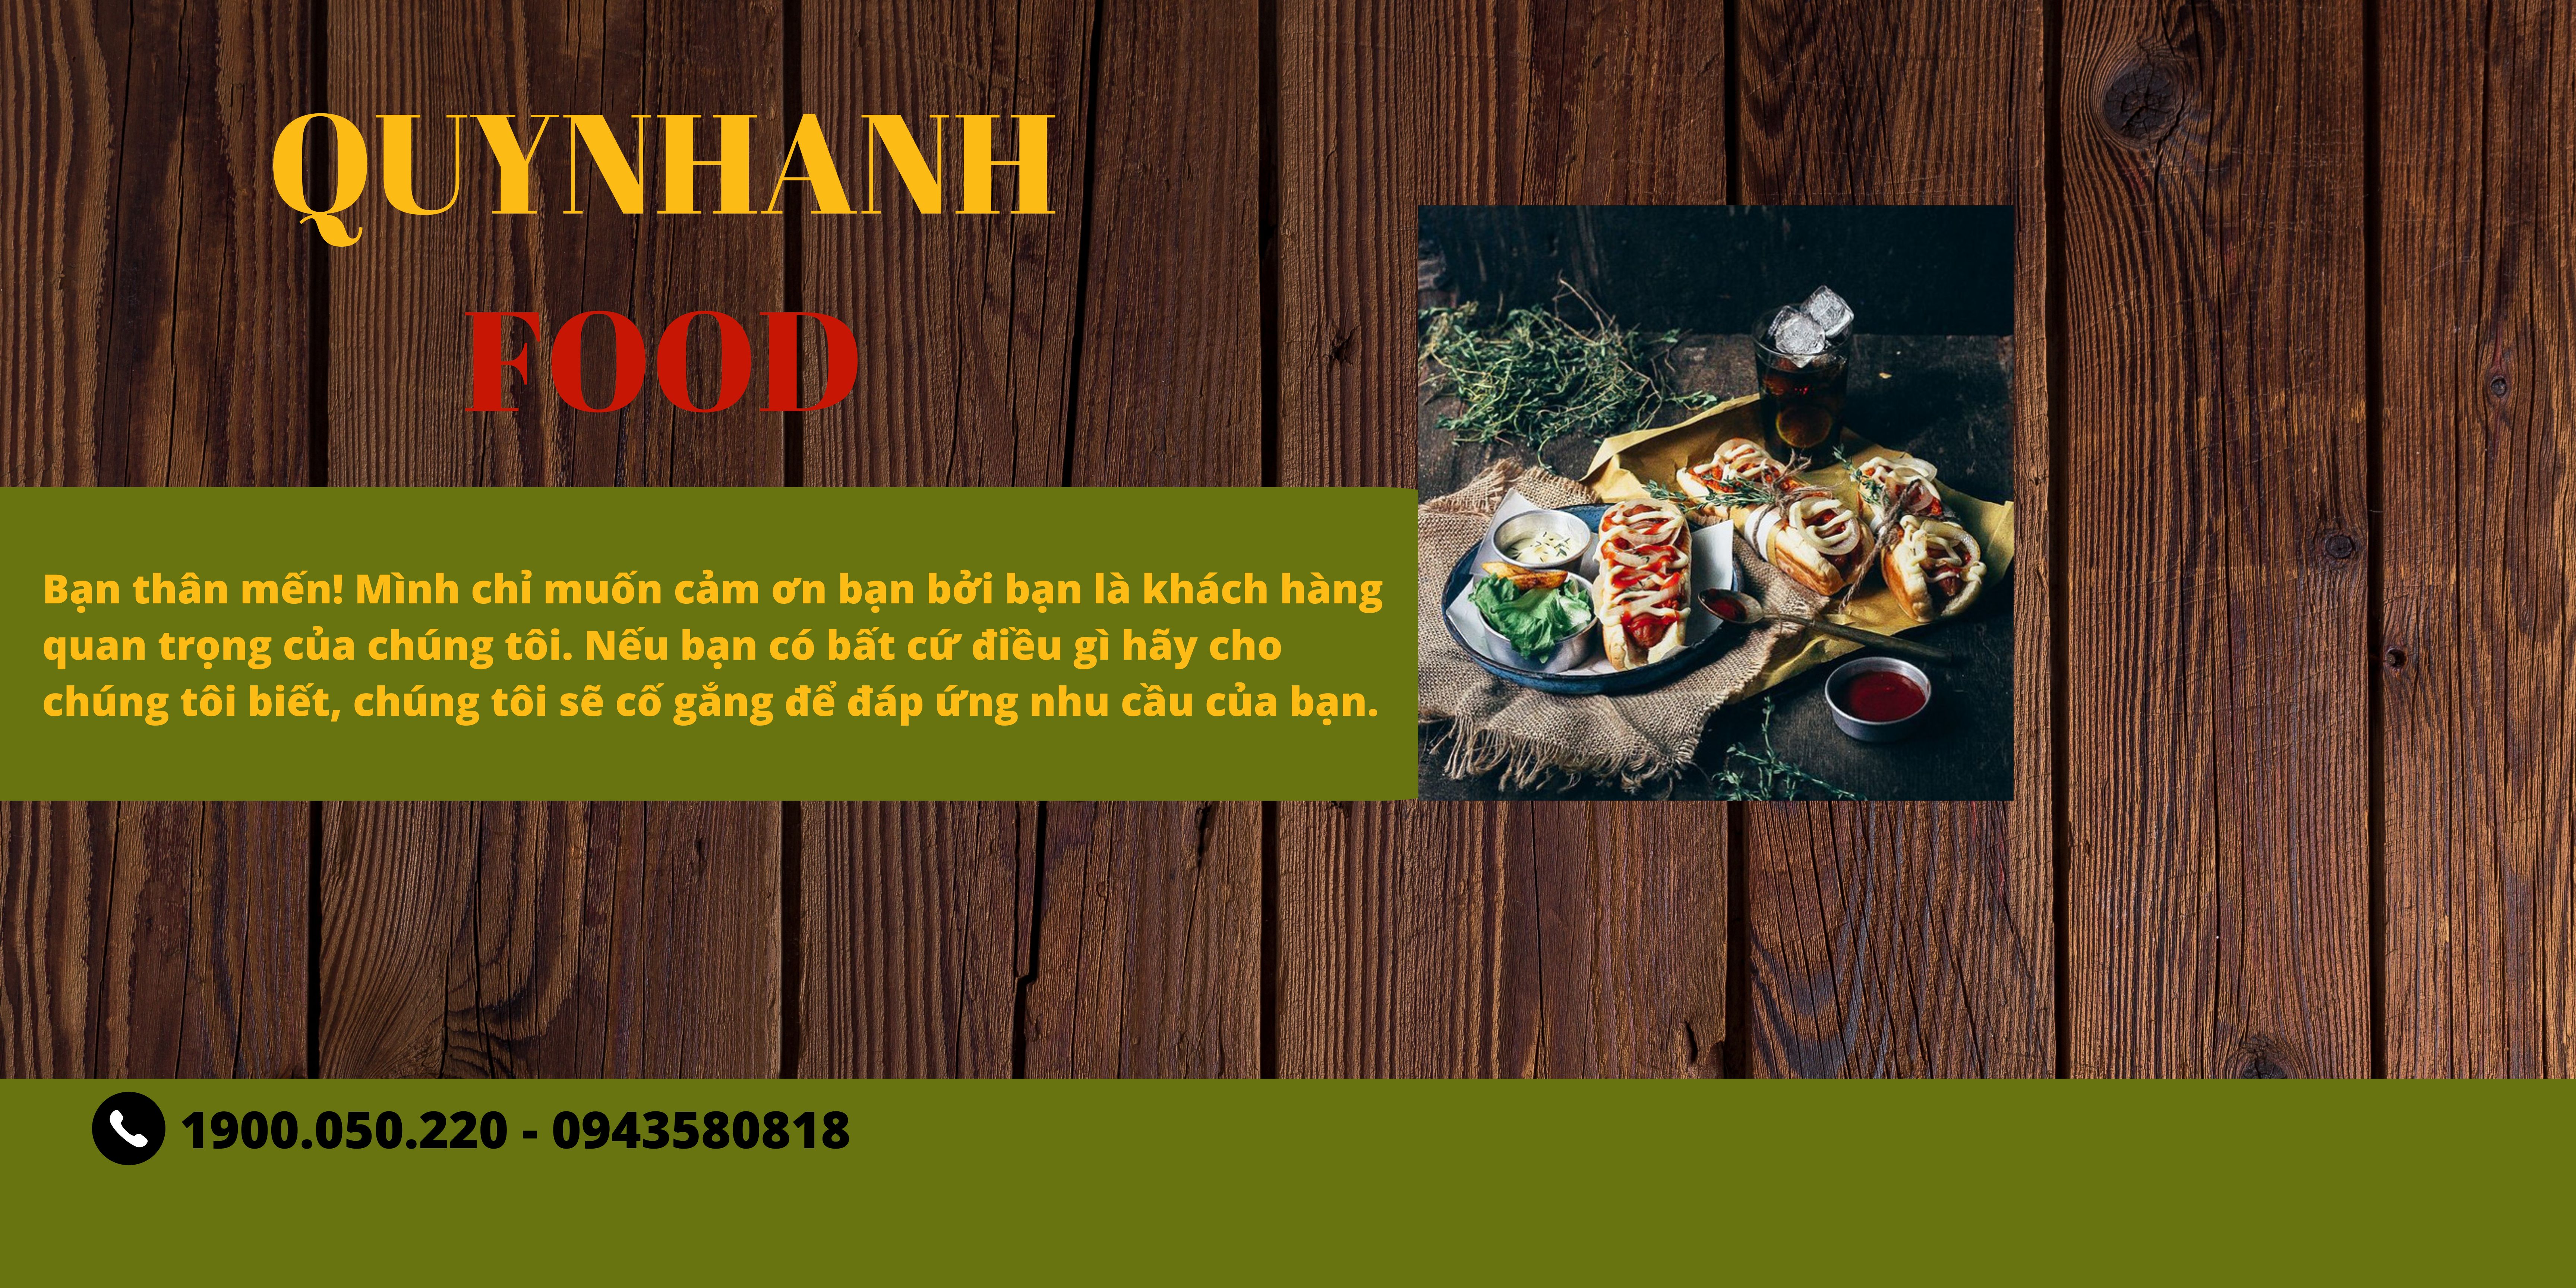 QUYNHANH
FOOD
Bạn thân mến! Mình chỉ muốn cảm ơn bạn bởi bạn là khách hàng
quan trọng của chúng tôi. Nếu bạn có bất cứ điều gì hãy cho
chúng tôi biết, chúng tôi sẽ cố gắng để đáp ứng nhu cầu của bạn.
1900.050.220 - 0943580818